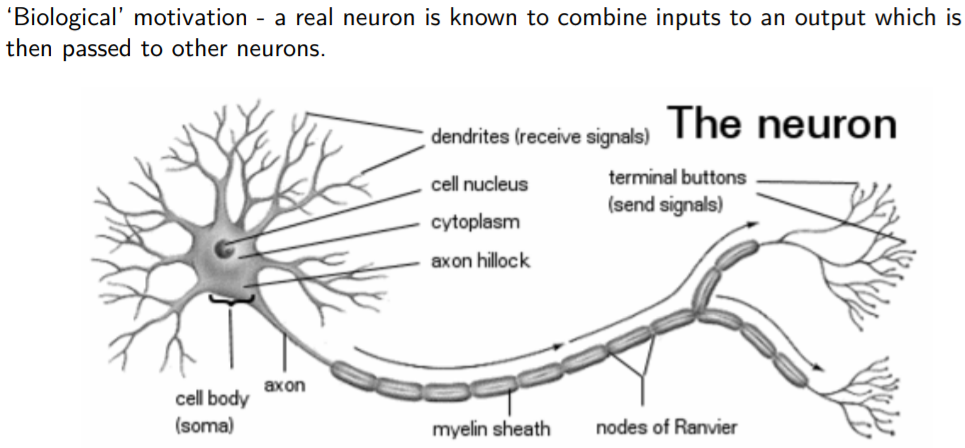 ‘Biological’ motivation - a real neuron is known to combine inputs to an output which is
then passed to other neurons.
The neuron
dendrites (receive signals)
cell nucleus
cytoplasm
axon hillock
terminal buttons
(send signals)
cell body
(soma)
axon
myelin sheath
nodes of Ranvier